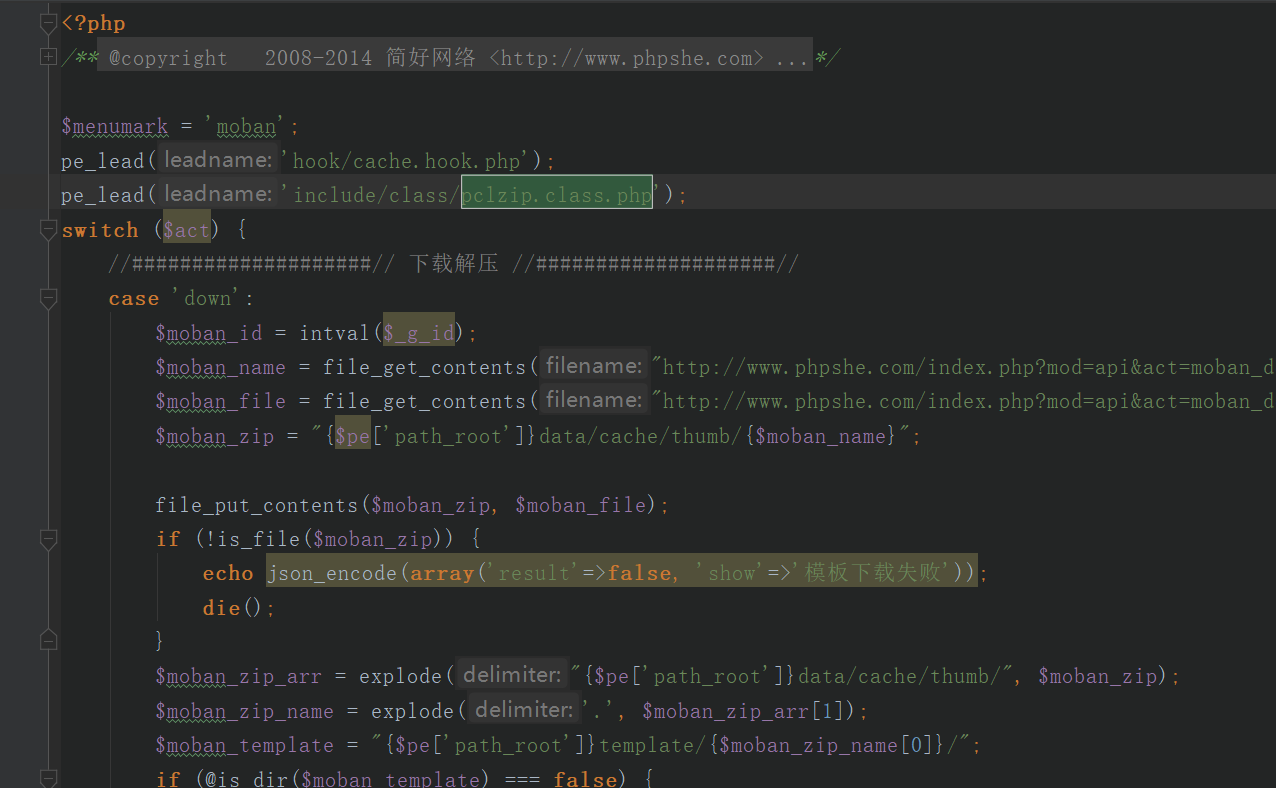 <?php
/** @copyright   2008-2014 简好网络 <http://www.phpshe.com> ...*/
$menumark = 'moban';
pe_lead( leadname: 'hook/cache.hook.php');
pe_lead( leadname: 'include/class/pclzip.class.php');
switch ($act) {
//####################// 下载解压 //####################//
case 'down':
$moban_id = intval($_g_id);
$moban_name = file_get_contents( filename: "http://www.phpshe.com/index.php?mod=api&act=moban_d
$moban_file = file_get_contents( filename: "http://www.phpshe.com/index.php?mod=api&act=moban_d
$moban_zip = "{$pe['path_root']}data/cache/thumb/{$moban_name}";
file_put_contents($moban_zip, $moban_file);
if (!is_file($moban_zip)) {
echo json_encode(array('result'=>false, 'show'=>'模板下载失败'));
die();
}
$moban_zip_arr = explode( delimiter: "{$pe['path_root']}data/cache/thumb/", $moban_zip);
$moban_zip_name = explode( delimiter: '.', $moban_zip_arr[1]);
$moban_template = "{$pe['path_root']}template/{$moban_zip_name[0]}/";
if (@is_dir($moban_template) === false) {